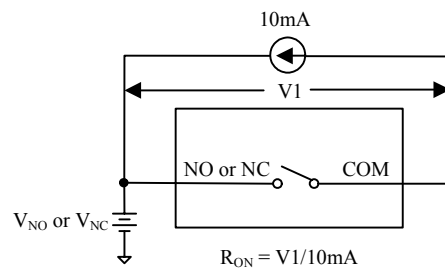 10mA
V1
NO or NC
COM
V_NO or V_NC
R_ON = V1/10mA